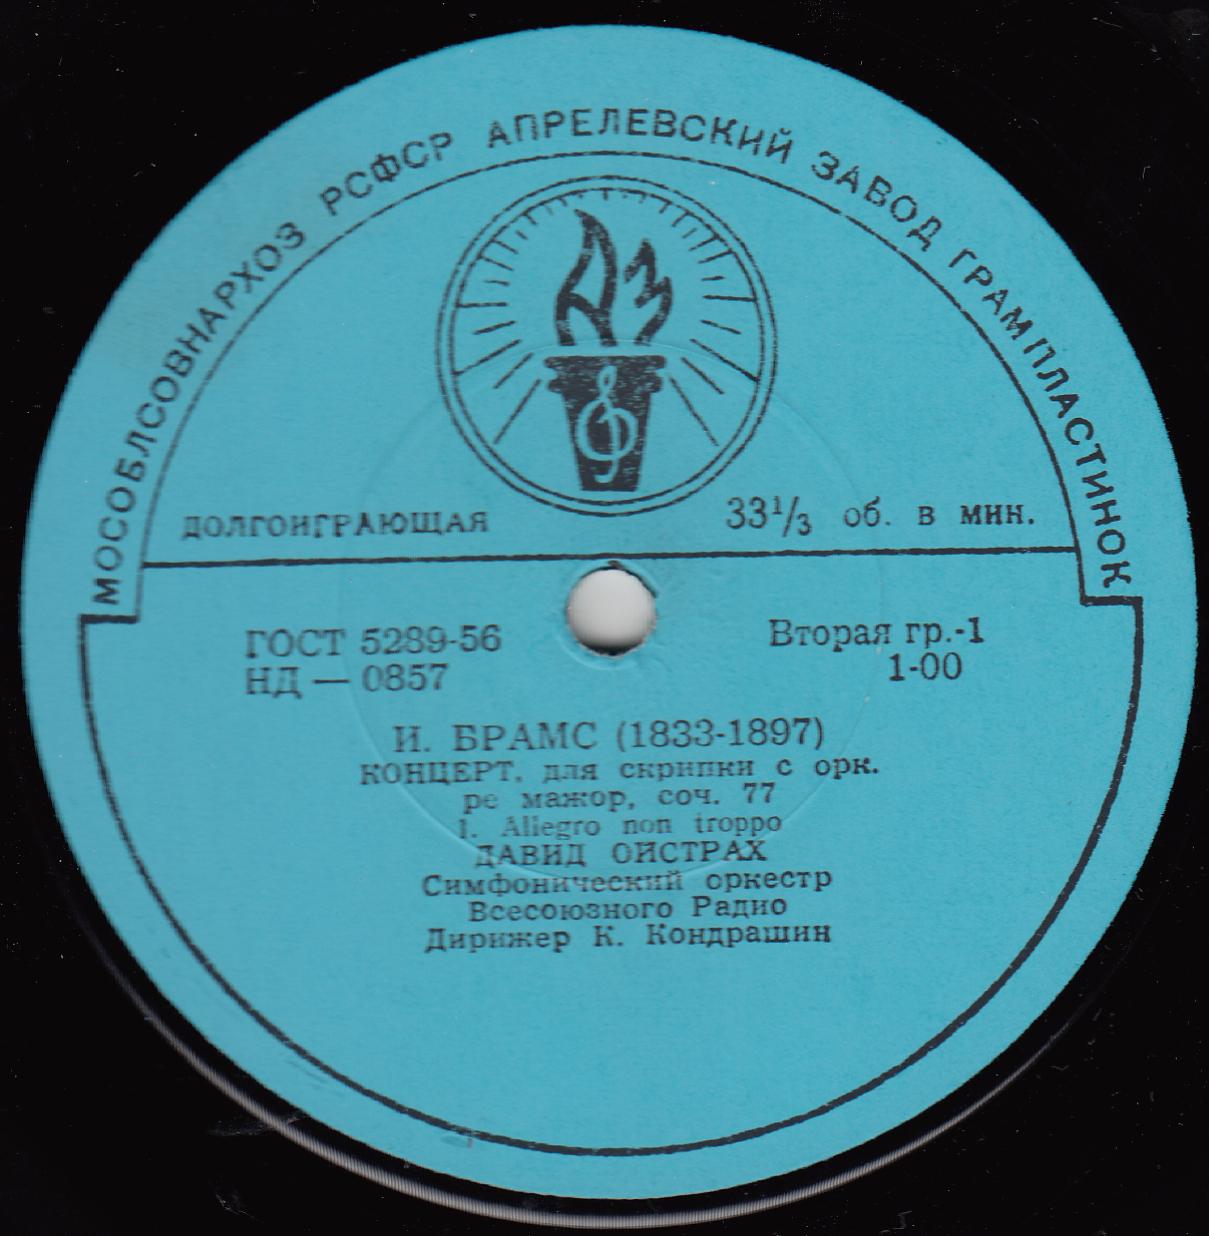 МОСОБЛСОВНАРХОЗ РСФСР АПРЕЛЕВСКИЙ ЗАВОД ГРАМПЛАСТИНОК
АЗ
ДОЛГОИГРАЮЩАЯ
33⅓ об. в мин.
ГОСТ 5289-56
НД — 0857
Вторая гр.-1
1-00
И. БРАМС (1833-1897)
КОНЦЕРТ. для скрипки с орк.
ре мажор, соч. 77
1. Allegro non troppo
ДАВИД ОЙСТРАХ
Симфонический оркестр
Всесоюзного Радио
Дирижер К. Кондрашин